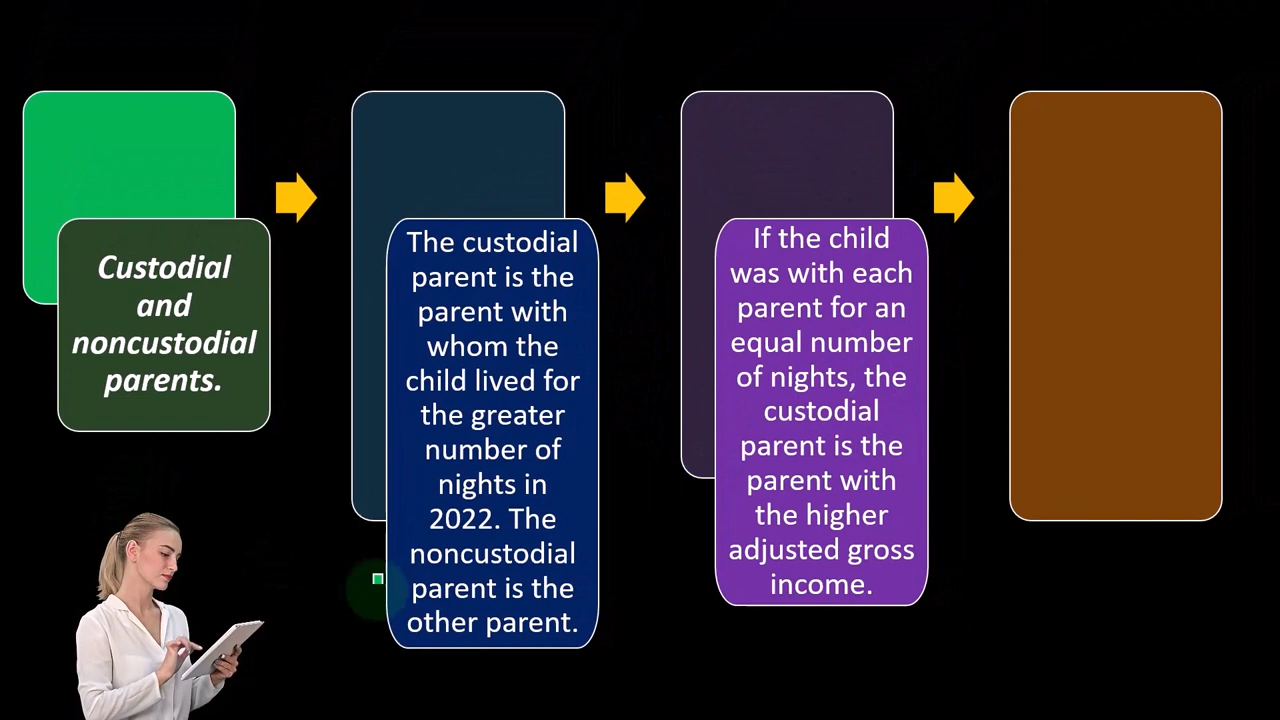 Custodial
and
noncustodial
parents.
The custodial
parent is the
parent with
whom the
child lived for
the greater
number of
nights in
2022. The
noncustodial
parent is the
other parent.
If the child
was with each
parent for an
equal number
of nights, the
custodial
parent is the
parent with
the higher
adjusted gross
income.